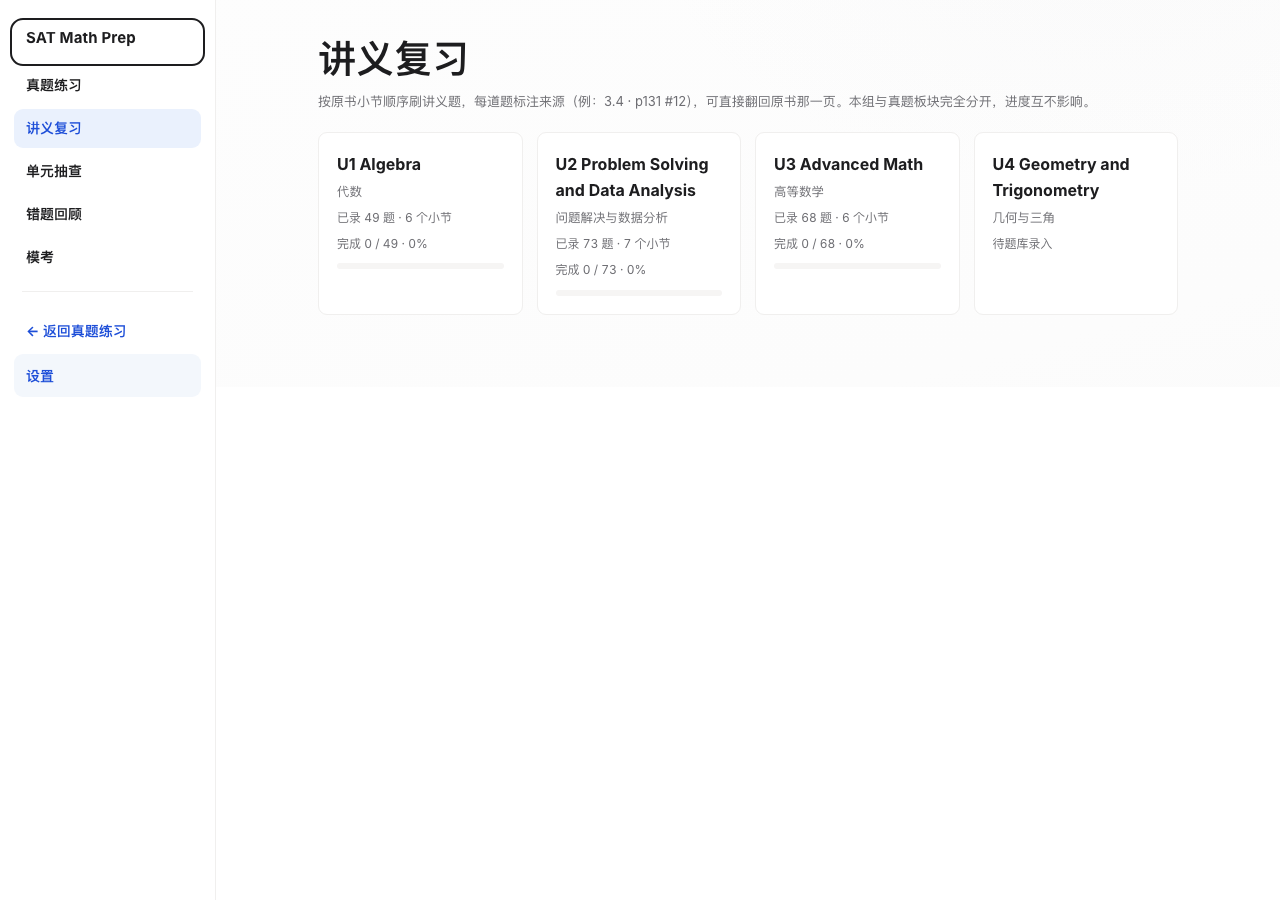 SAT Math Prep
真题练习
讲义复习
单元抽查
错题回顾
模考
← 返回真题练习
设置
讲义复习
按原书小节顺序刷讲义题，每道题标注来源（例：3.4 · p131 #12），可直接翻回原书那一页。本组与真题板块完全分开，进度互不影响。
U1 Algebra
代数
已录 49 题 · 6 个小节
完成 0 / 49 · 0%
U2 Problem Solving
and Data Analysis
问题解决与数据分析
已录 73 题 · 7 个小节
完成 0 / 73 · 0%
U3 Advanced Math
高等数学
已录 68 题 · 6 个小节
完成 0 / 68 · 0%
U4 Geometry and
Trigonometry
几何与三角
待题库录入